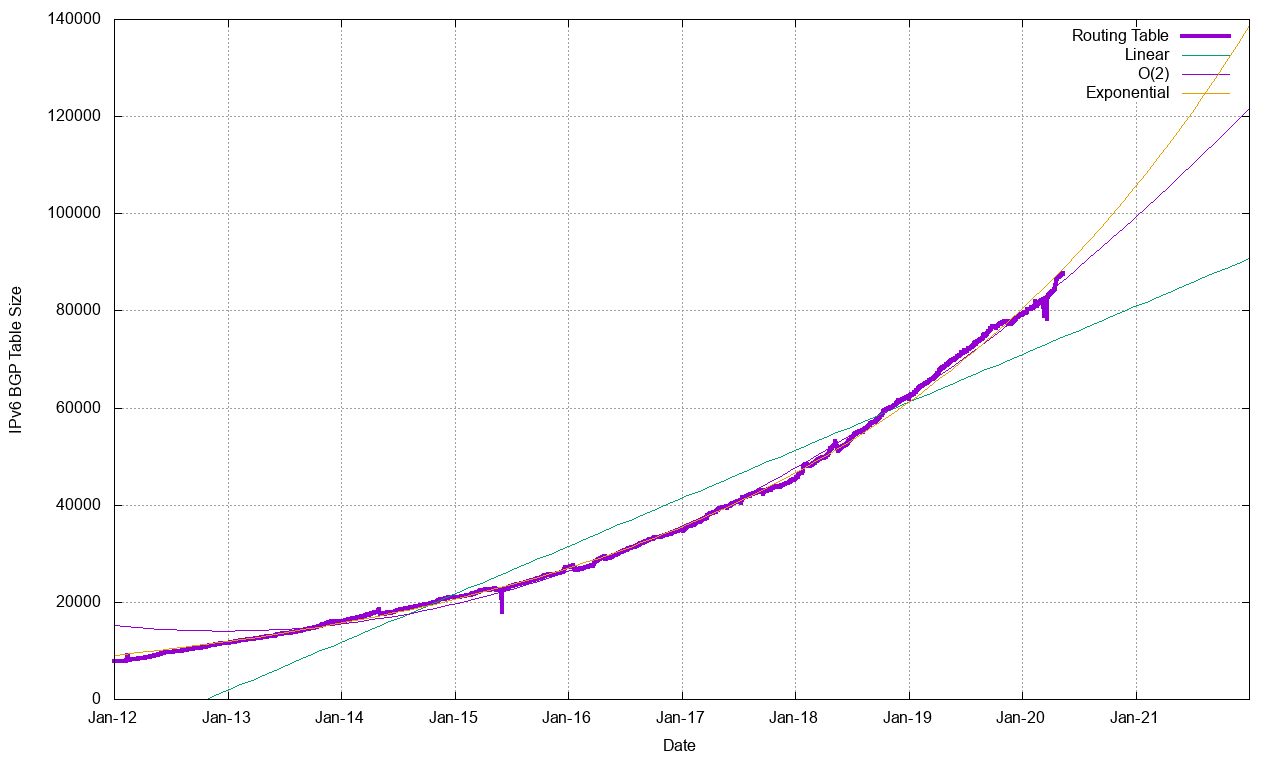 140000
120000
100000
80000
60000
40000
20000
0
IPv6 BGP Table Size
Routing Table
Linear
O(2)
Exponential
Jan-12 Jan-13 Jan-14 Jan-15 Jan-16 Jan-17 Jan-18 Jan-19 Jan-20 Jan-21
Date